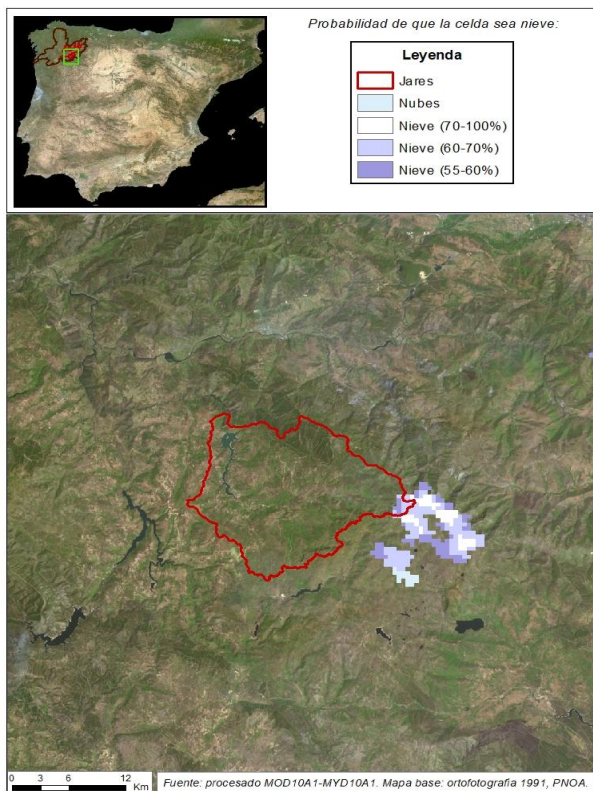 Probabilidad de que la celda sea nieve:
Leyenda
Jares
Nubes
Nieve (70-100%)
Nieve (60-70%)
Nieve (55-60%)
0 3 6 12
Km
Fuente: procesado MOD10A1-MYD10A1. Mapa base: ortofotografia 1991, PNOA.